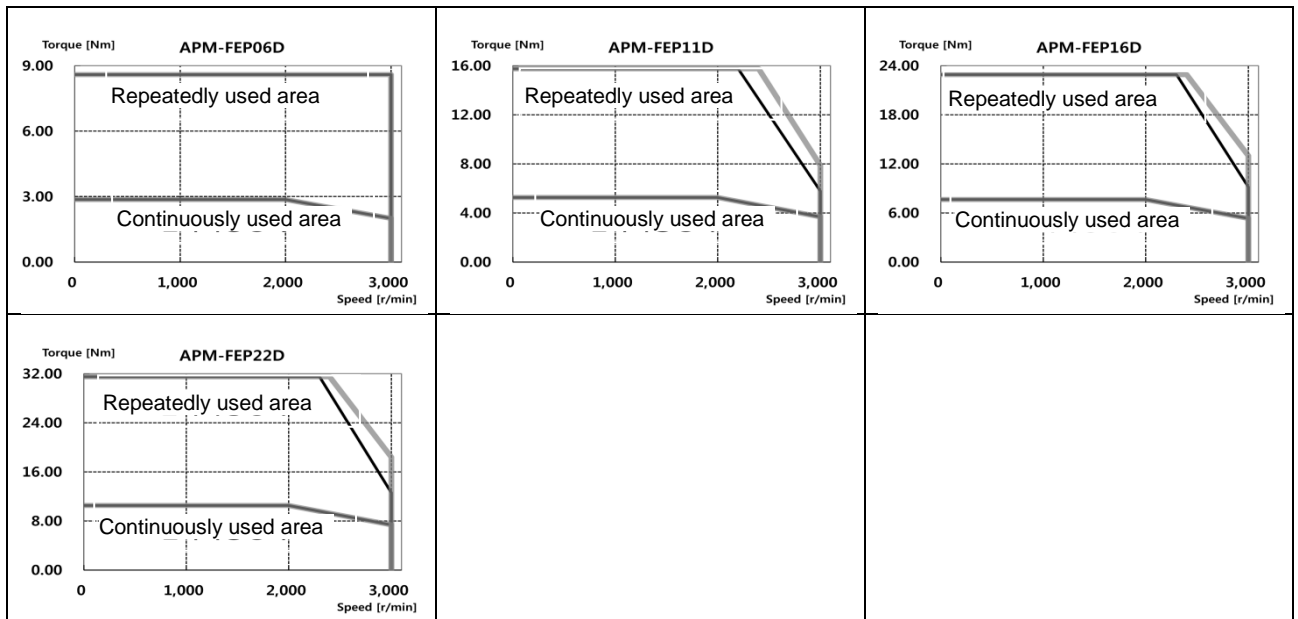 Torque [Nm] APM-FEP06D
9.00
Repeatedly used area
6.00
3.00
Continuously used area
0.00
0 1,000 2,000 3,000
Speed [r/min]
Torque [Nm] APM-FEP11D
16.00
Repeatedly used area
12.00
8.00
4.00
Continuously used area
0.00
0 1,000 2,000 3,000
Speed [r/min]
Torque [Nm] APM-FEP16D
24.00
Repeatedly used area
18.00
12.00
6.00
Continuously used area
0.00
0 1,000 2,000 3,000
Speed [r/min]
Torque [Nm] APM-FEP22D
32.00
Repeatedly used area
24.00
16.00
8.00
Continuously used area
0.00
0 1,000 2,000 3,000
Speed [r/min]